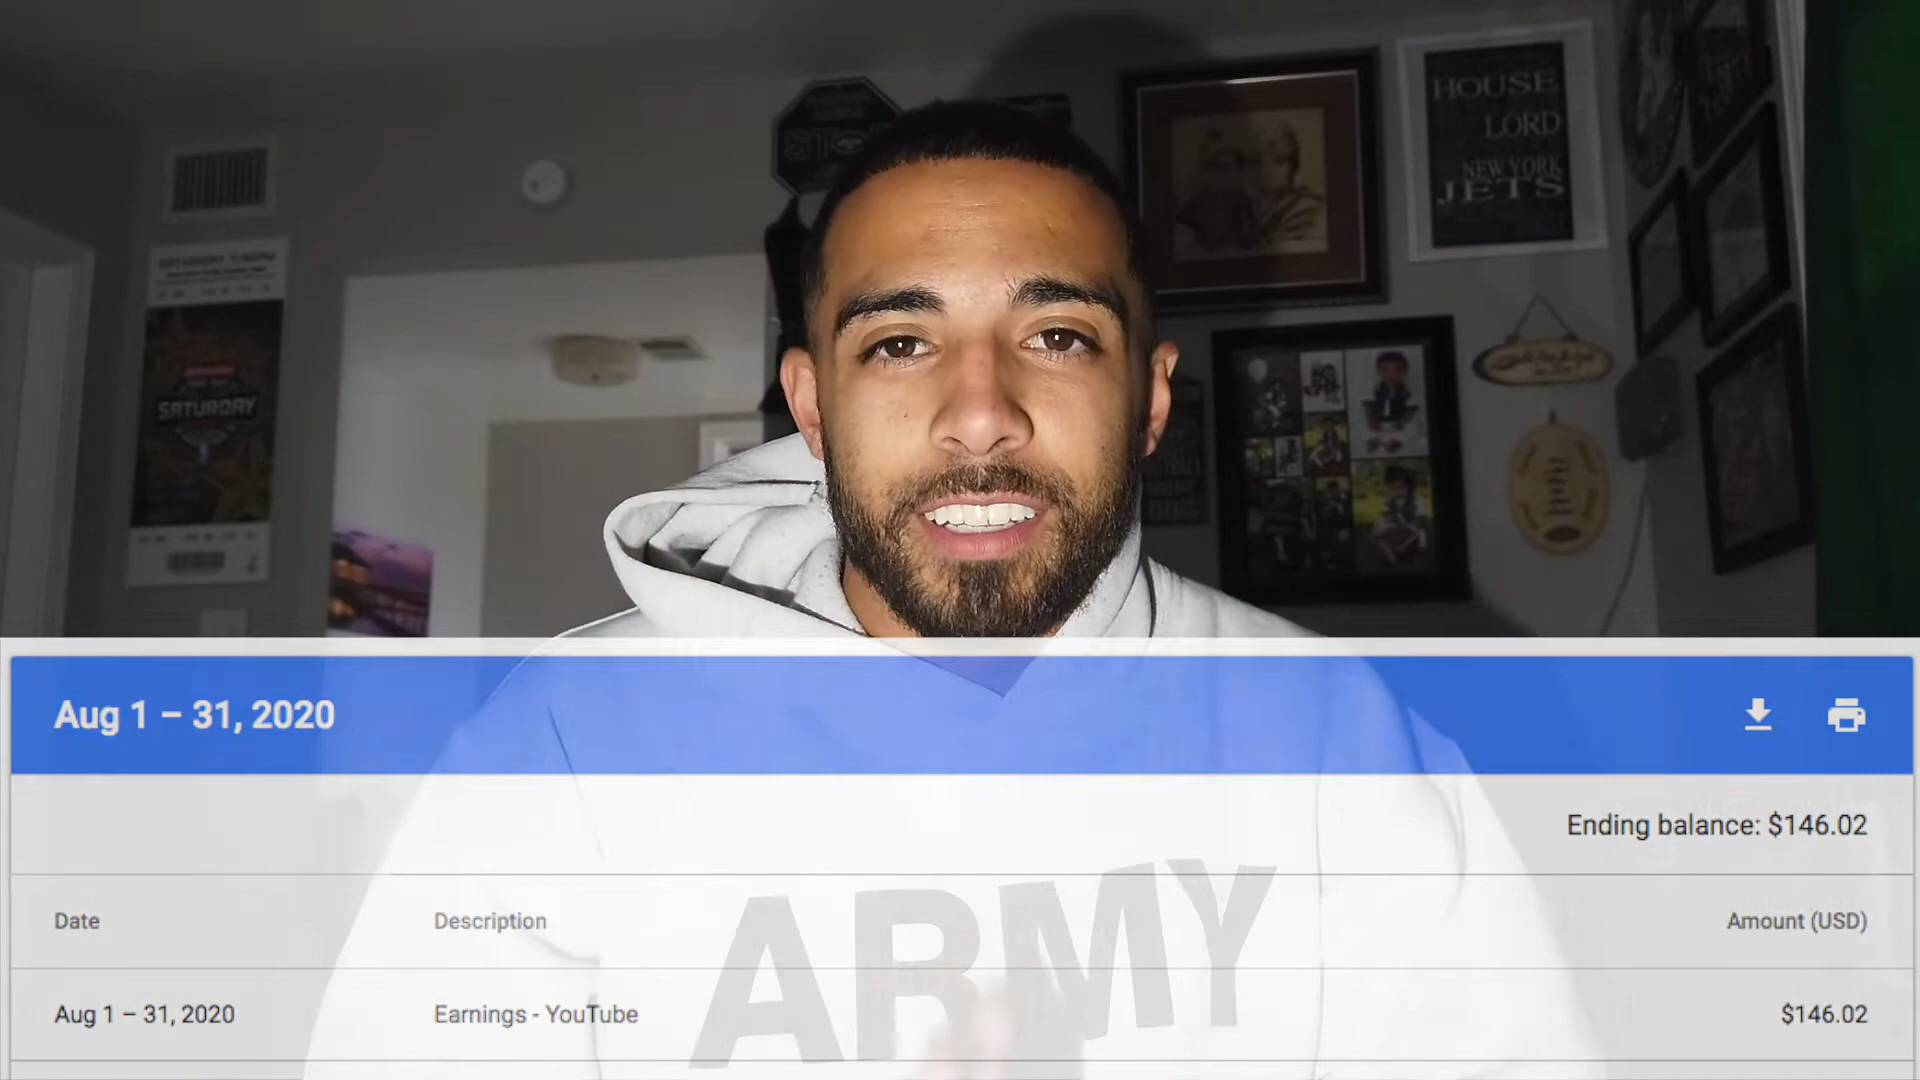 STOP
HOUSE
LORD
NEW YORK
JETS
SATURDAY
Aug 1 – 31, 2020
Ending balance: $146.02
Date Description Amount (USD)
Aug 1 – 31, 2020 Earnings - YouTube $146.02
ARMY